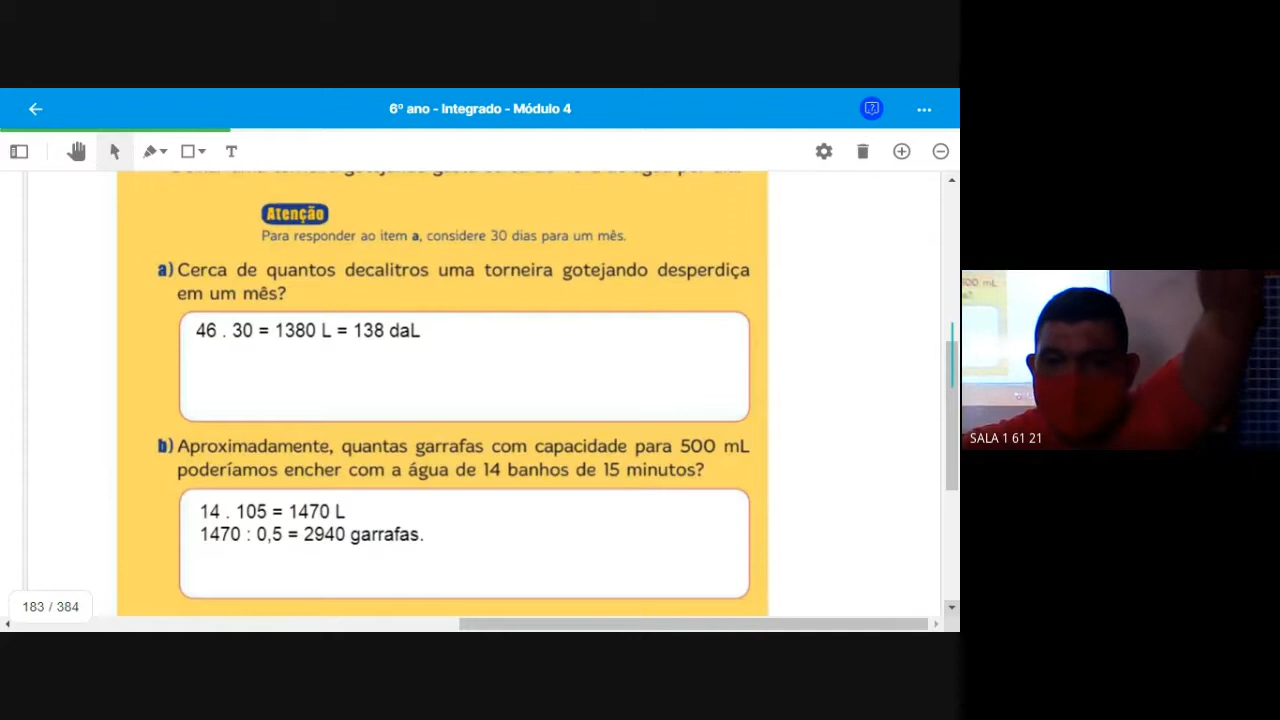 6º ano - Integrado - Módulo 4
Atenção
Para responder ao item a, considere 30 dias para um mês.
a) Cerca de quantos decalitros uma torneira gotejando desperdiça
em um mês?
46 . 30 = 1380 L = 138 daL
b) Aproximadamente, quantas garrafas com capacidade para 500 mL
poderíamos encher com a água de 14 banhos de 15 minutos?
14 . 105 = 1470 L
1470 : 0,5 = 2940 garrafas.
183 / 384
T
SALA 1 61 21